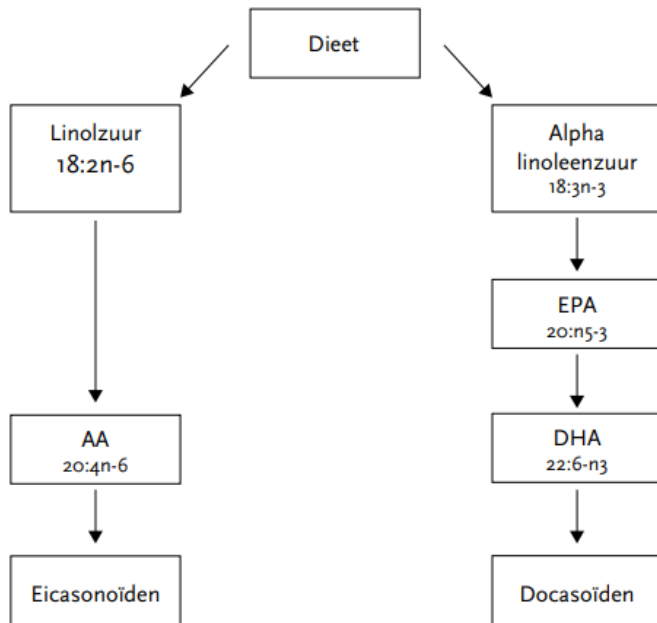 Dieet
Linolzuur
18:2n-6
Alpha
linoleenzuur
18:3n-3
EPA
20:n5-3
AA
20:4n-6
DHA
22:6-n3
Eicasonoïden
Docasoïden